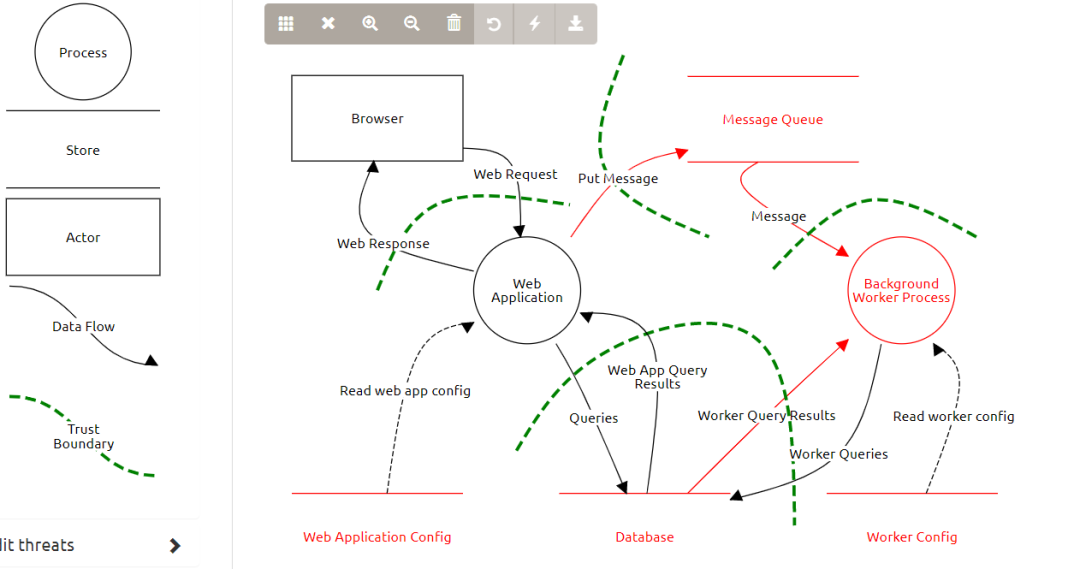 Process
Store
Actor
Data Flow
Trust
Boundary
dit threats
Browser
Message Queue
Web Request
Put Message
Message
Web Response
Web
Application
Background
Worker Process
Read web app config
Web App Query
Results
Queries
Worker Query Results
Read worker config
Worker Queries
Web Application Config
Database
Worker Config